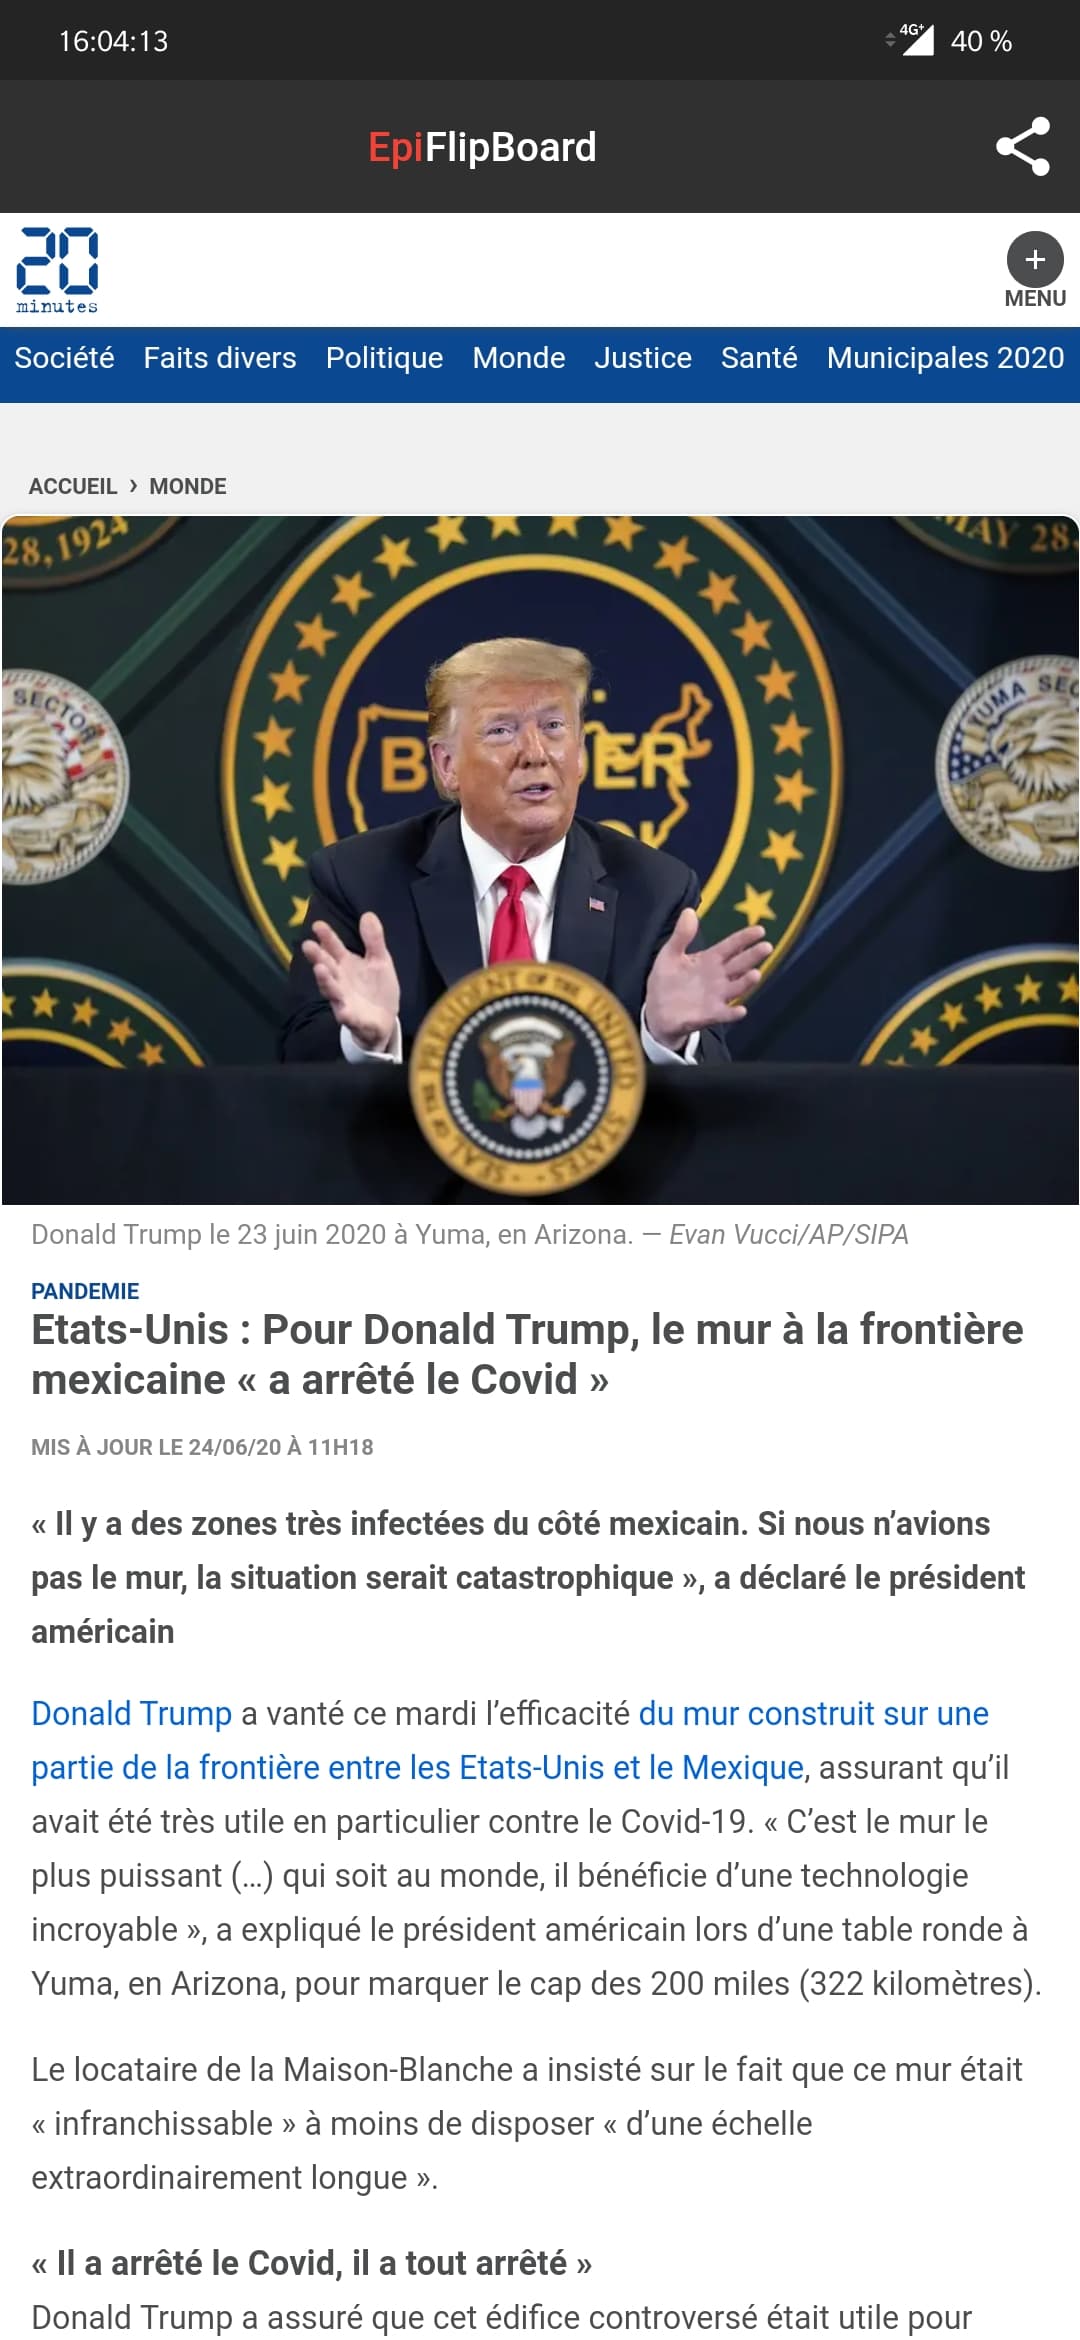 16:04:13
4G+ 40 %
EpiFlipBoard
20
minutes
+
MENU
Société Faits divers Politique Monde Justice Santé Municipales 2020
ACCUEIL › MONDE
28, 1924
MAY 28,
SECTOR
YUMA SEC
B ER
SEAL OF THE PRESIDENT OF THE UNITED STATES
Donald Trump le 23 juin 2020 à Yuma, en Arizona. — Evan Vucci/AP/SIPA
PANDEMIE
Etats-Unis : Pour Donald Trump, le mur à la frontière
mexicaine « a arrêté le Covid »
MIS À JOUR LE 24/06/20 À 11H18
« Il y a des zones très infectées du côté mexicain. Si nous n’avions
pas le mur, la situation serait catastrophique », a déclaré le président
américain
Donald Trump a vanté ce mardi l’efficacité du mur construit sur une
partie de la frontière entre les Etats-Unis et le Mexique, assurant qu’il
avait été très utile en particulier contre le Covid-19. « C’est le mur le
plus puissant (…) qui soit au monde, il bénéficie d’une technologie
incroyable », a expliqué le président américain lors d’une table ronde à
Yuma, en Arizona, pour marquer le cap des 200 miles (322 kilomètres).
Le locataire de la Maison-Blanche a insisté sur le fait que ce mur était
« infranchissable » à moins de disposer « d’une échelle
extraordinairement longue ».
« Il a arrêté le Covid, il a tout arrêté »
Donald Trump a assuré que cet édifice controversé était utile pour